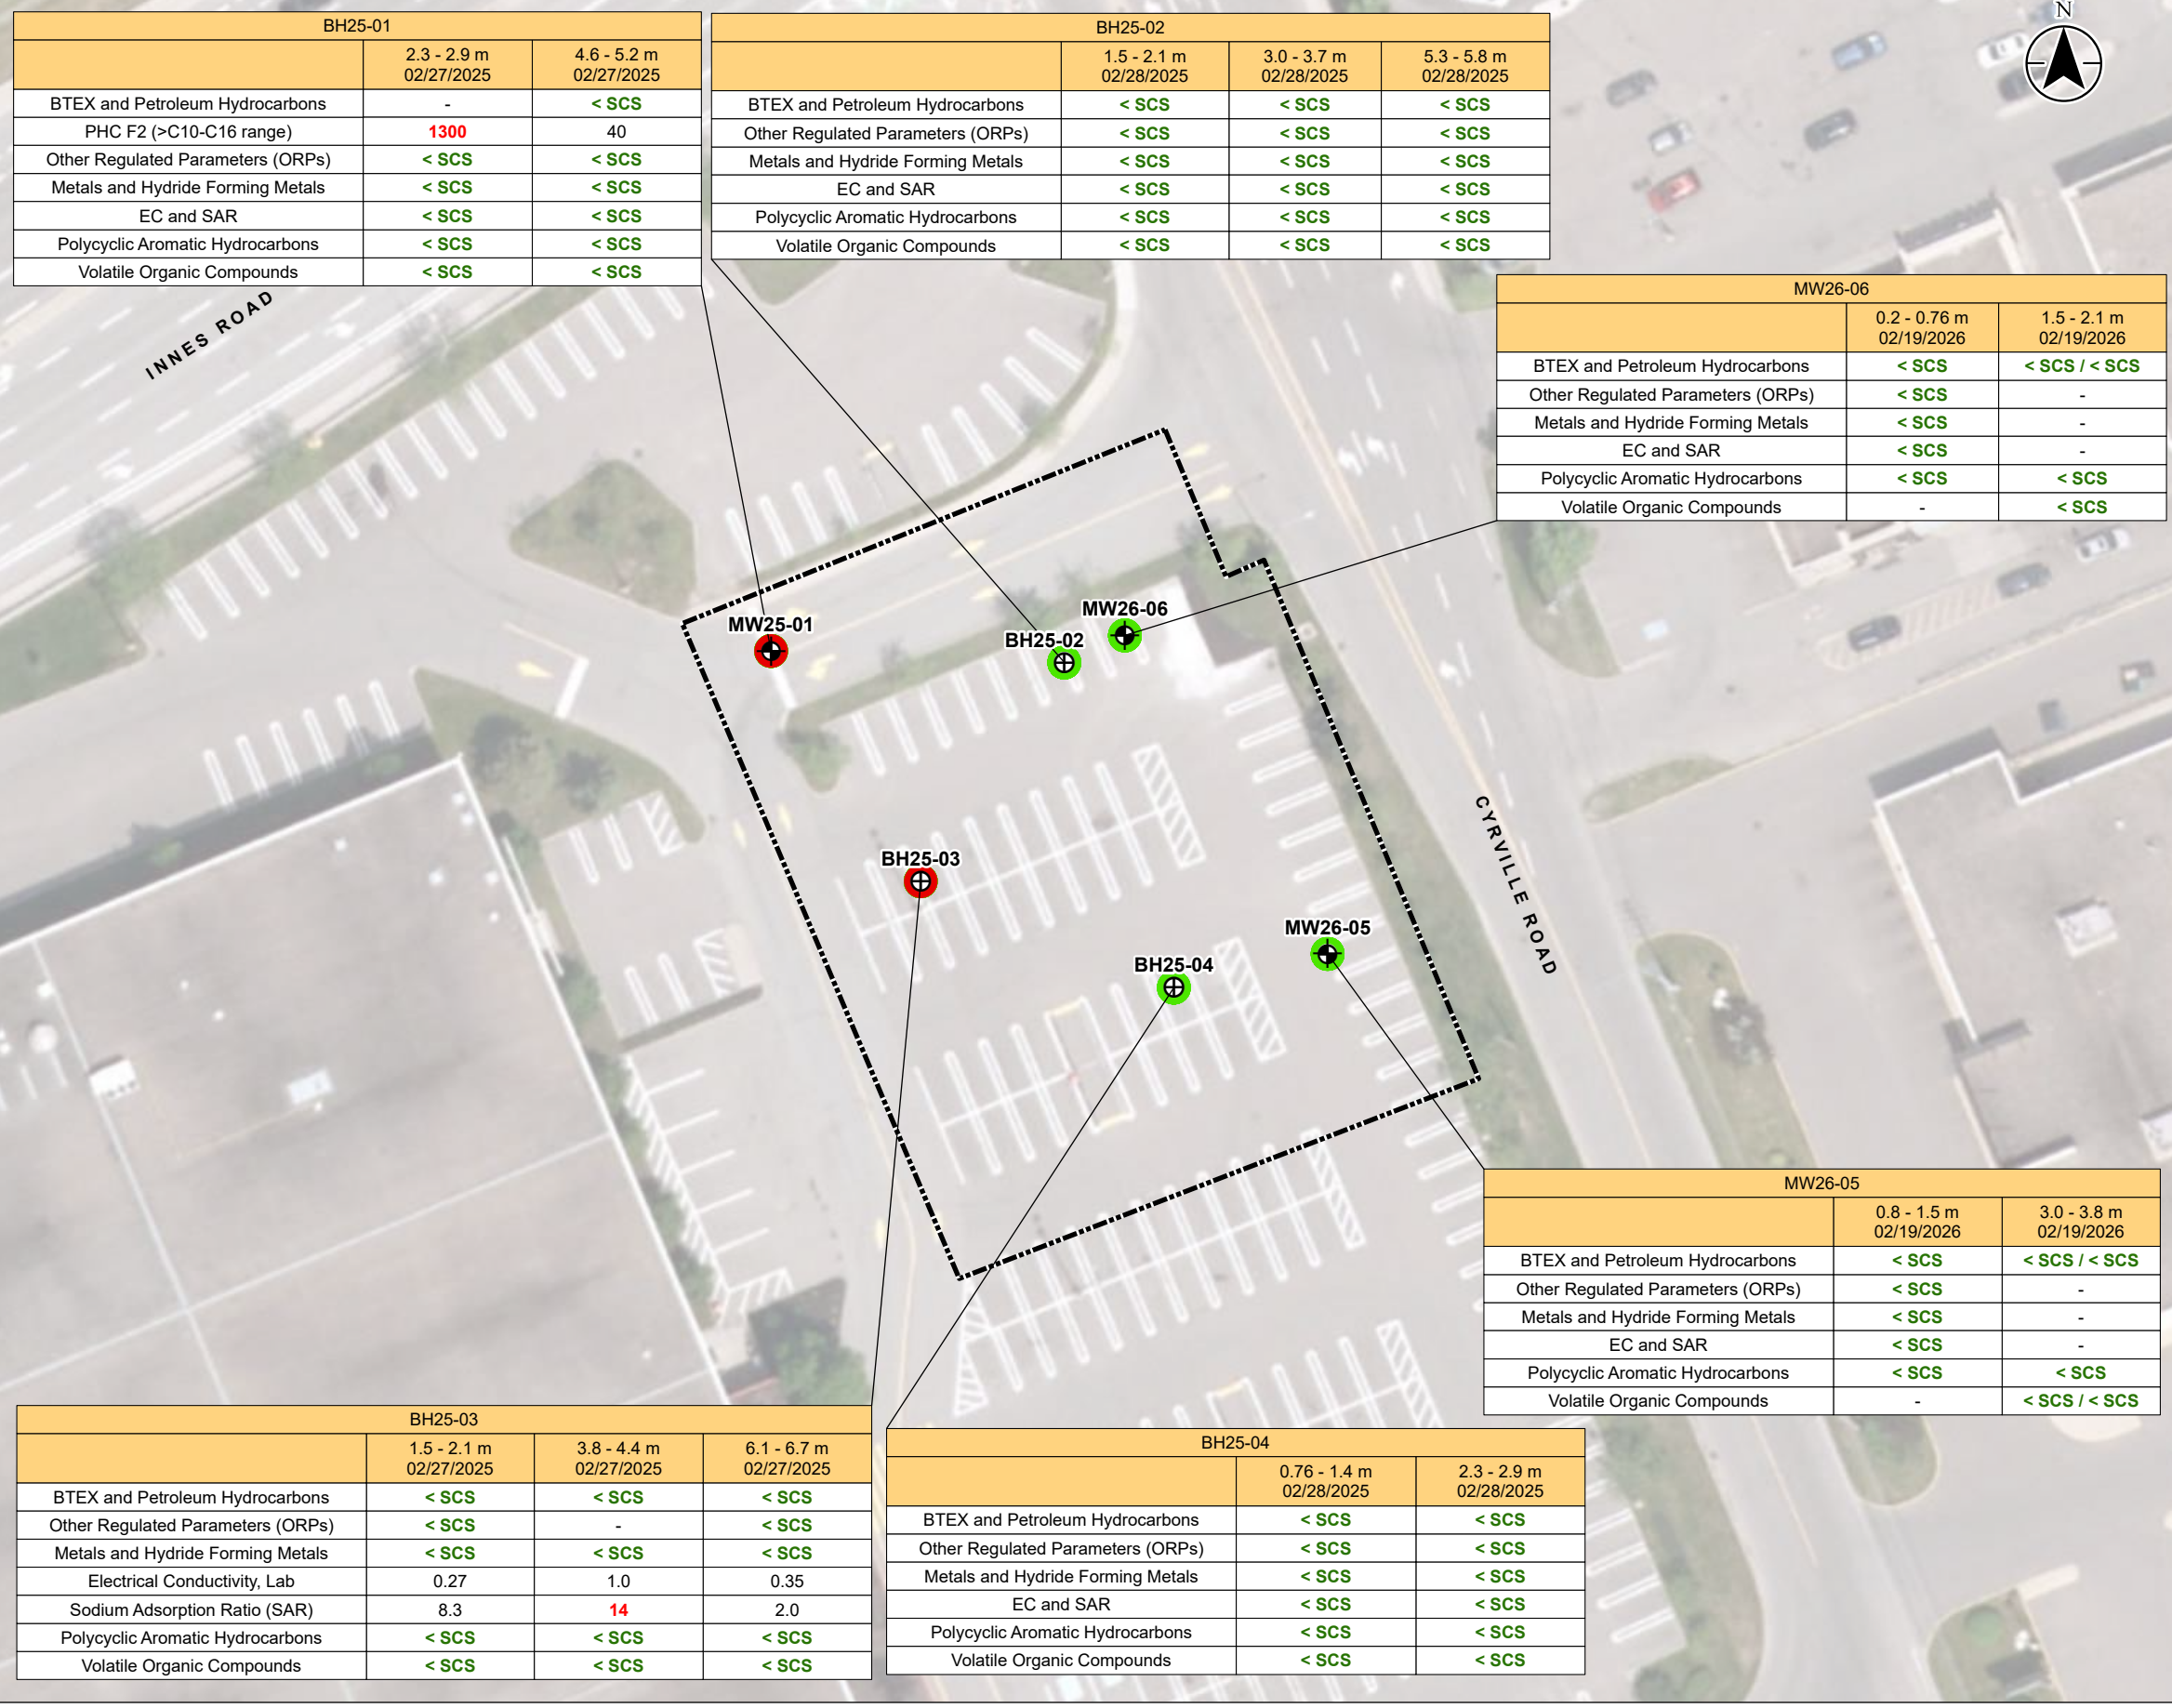 BH25-01
2.3 - 2.9 m 4.6 - 5.2 m
02/27/2025 02/27/2025
BTEX and Petroleum Hydrocarbons - < SCS
PHC F2 (>C10-C16 range) 1300 40
Other Regulated Parameters (ORPs) < SCS < SCS
Metals and Hydride Forming Metals < SCS < SCS
EC and SAR < SCS < SCS
Polycyclic Aromatic Hydrocarbons < SCS < SCS
Volatile Organic Compounds < SCS < SCS
BH25-02
1.5 - 2.1 m 3.0 - 3.7 m 5.3 - 5.8 m
02/28/2025 02/28/2025 02/28/2025
BTEX and Petroleum Hydrocarbons < SCS < SCS < SCS
Other Regulated Parameters (ORPs) < SCS < SCS < SCS
Metals and Hydride Forming Metals < SCS < SCS < SCS
EC and SAR < SCS < SCS < SCS
Polycyclic Aromatic Hydrocarbons < SCS < SCS < SCS
Volatile Organic Compounds < SCS < SCS < SCS
N
MW26-06
0.2 - 0.76 m 1.5 - 2.1 m
02/19/2026 02/19/2026
BTEX and Petroleum Hydrocarbons < SCS < SCS / < SCS
Other Regulated Parameters (ORPs) < SCS -
Metals and Hydride Forming Metals < SCS -
EC and SAR < SCS -
Polycyclic Aromatic Hydrocarbons < SCS < SCS
Volatile Organic Compounds - < SCS
INNES ROAD
MW25-01
BH25-02
MW26-06
BH25-03
BH25-04
MW26-05
CYRVILLE ROAD
MW26-05
0.8 - 1.5 m 3.0 - 3.8 m
02/19/2026 02/19/2026
BTEX and Petroleum Hydrocarbons < SCS < SCS / < SCS
Other Regulated Parameters (ORPs) < SCS -
Metals and Hydride Forming Metals < SCS -
EC and SAR < SCS -
Polycyclic Aromatic Hydrocarbons < SCS < SCS
Volatile Organic Compounds - < SCS / < SCS
BH25-03
1.5 - 2.1 m 3.8 - 4.4 m 6.1 - 6.7 m
02/27/2025 02/27/2025 02/27/2025
BTEX and Petroleum Hydrocarbons < SCS < SCS < SCS
Other Regulated Parameters (ORPs) < SCS - < SCS
Metals and Hydride Forming Metals < SCS < SCS < SCS
Electrical Conductivity, Lab 0.27 1.0 0.35
Sodium Adsorption Ratio (SAR) 8.3 14 2.0
Polycyclic Aromatic Hydrocarbons < SCS < SCS < SCS
Volatile Organic Compounds < SCS < SCS < SCS
BH25-04
0.76 - 1.4 m 2.3 - 2.9 m
02/28/2025 02/28/2025
BTEX and Petroleum Hydrocarbons < SCS < SCS
Other Regulated Parameters (ORPs) < SCS < SCS
Metals and Hydride Forming Metals < SCS < SCS
EC and SAR < SCS < SCS
Polycyclic Aromatic Hydrocarbons < SCS < SCS
Volatile Organic Compounds < SCS < SCS